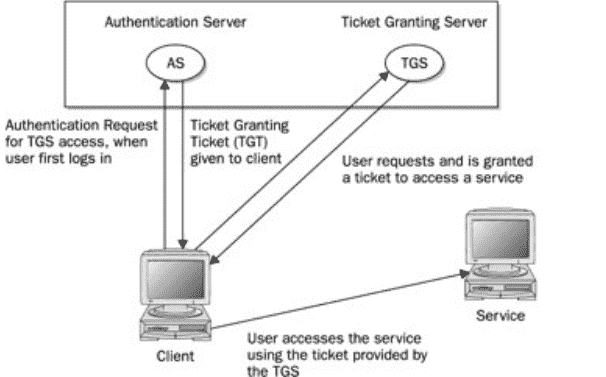 Authentication Server
Ticket Granting Server
AS
TGS
Authentication Request
for TGS access, when
user first logs in
Ticket Granting
Ticket (TGT)
given to client
User requests and is granted
a ticket to access a service
Service
Client
User accesses the service
using the ticket provided by
the TGS